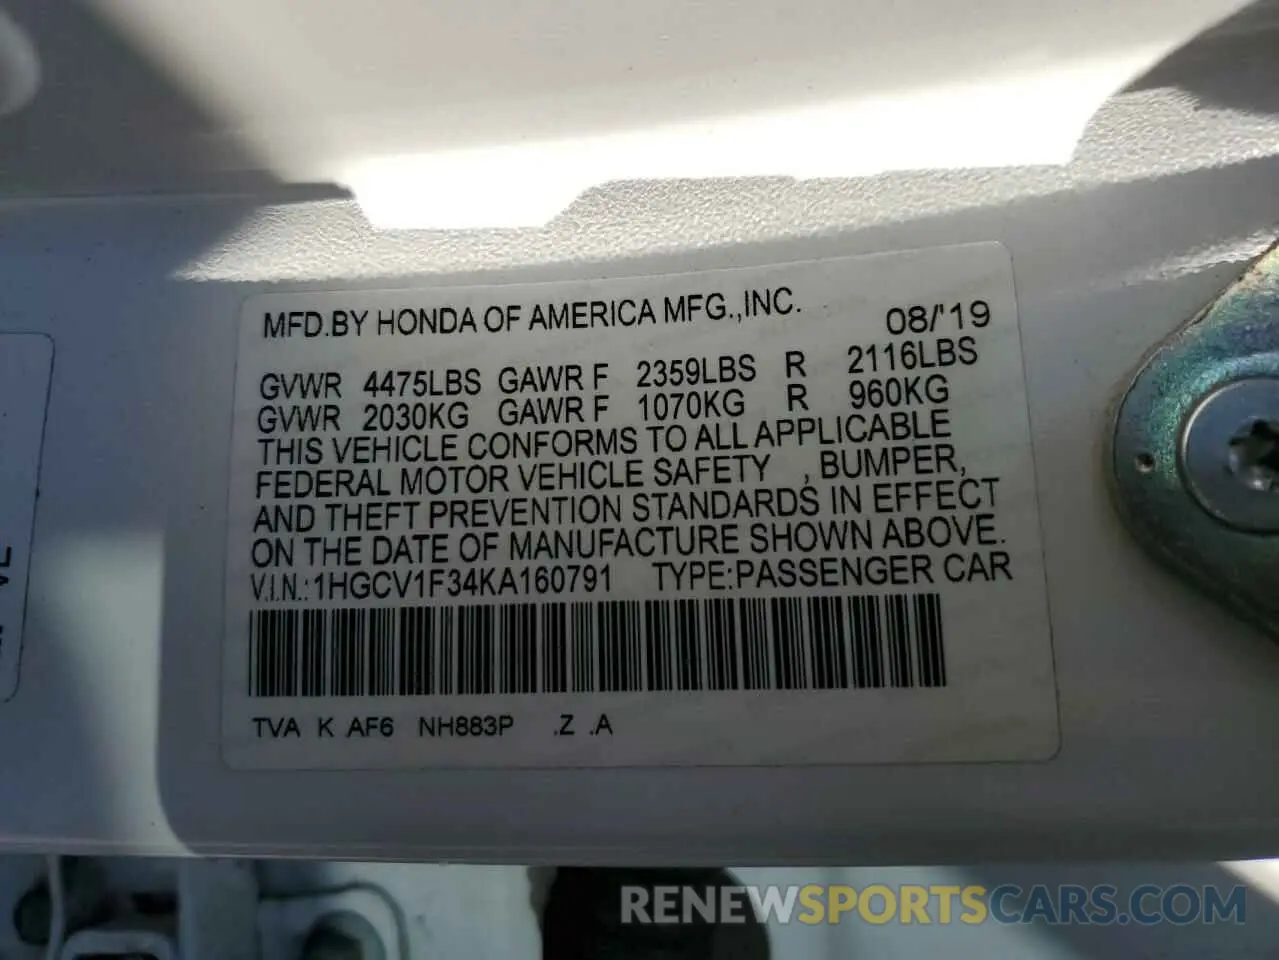 MFD.BY HONDA OF AMERICA MFG.,INC. 08/'19
GVWR 4475LBS GAWR F 2359LBS R 2116LBS
GVWR 2030KG GAWR F 1070KG R 960KG
THIS VEHICLE CONFORMS TO ALL APPLICABLE
FEDERAL MOTOR VEHICLE SAFETY , BUMPER,
AND THEFT PREVENTION STANDARDS IN EFFECT
ON THE DATE OF MANUFACTURE SHOWN ABOVE.
V.I.N.:1HGCV1F34KA160791 TYPE:PASSENGER CAR
TVA K AF6 NH883P .Z .A
RENEWSPORTSCARS.COM